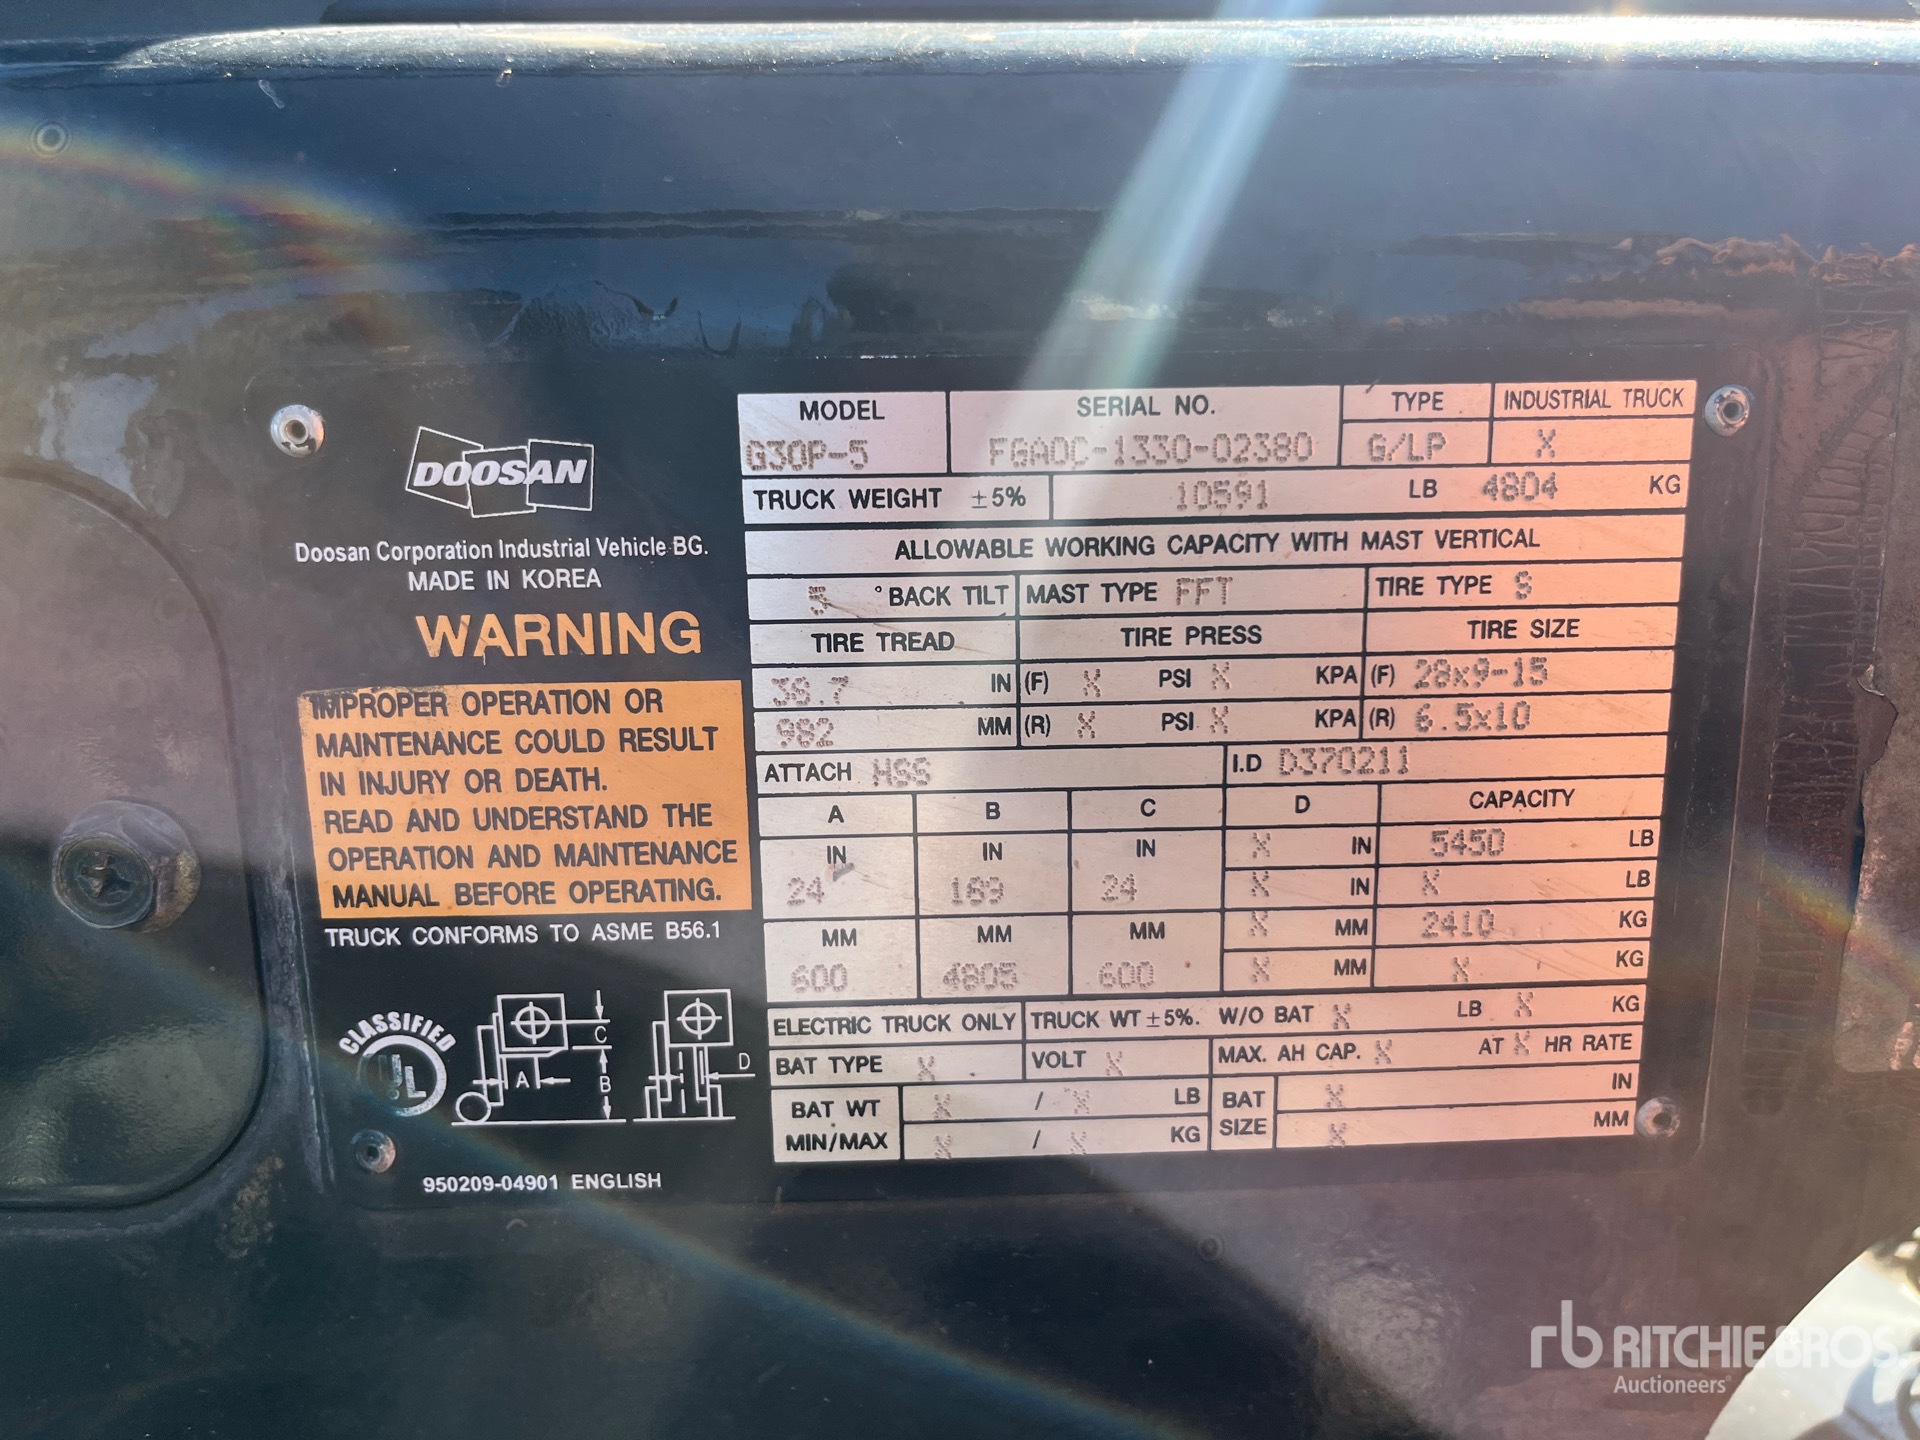 DOOSAN
Doosan Corporation Industrial Vehicle BG.
MADE IN KOREA
WARNING
IMPROPER OPERATION OR
MAINTENANCE COULD RESULT
IN INJURY OR DEATH.
READ AND UNDERSTAND THE
OPERATION AND MAINTENANCE
MANUAL BEFORE OPERATING.
TRUCK CONFORMS TO ASME B56.1
CLASSIFIED
UL
A B C D
950209-04901 ENGLISH
MODEL SERIAL NO. TYPE INDUSTRIAL TRUCK
G30P-5 FGA0C-1330-02380 G/LP X
TRUCK WEIGHT ±5% 10591 LB 4804 KG
ALLOWABLE WORKING CAPACITY WITH MAST VERTICAL
5 ° BACK TILT MAST TYPE FFT TIRE TYPE S
TIRE TREAD TIRE PRESS TIRE SIZE
38.7 IN (F) X PSI X KPA (F) 28x9-15
982 MM (R) X PSI X KPA (R) 6.5x10
ATTACH HSS I.D D370211
A B C D CAPACITY
IN IN IN X IN 5450 LB
24 189 24 X IN X LB
MM MM MM X MM 2410 KG
600 4805 600 X MM X KG
ELECTRIC TRUCK ONLY TRUCK WT ±5%. W/O BAT X LB X KG
BAT TYPE X VOLT X MAX. AH CAP. X AT X HR RATE
BAT WT MIN/MAX X / X LB BAT SIZE X IN
X / X KG X MM
rb RITCHIE BROS.
Auctioneers